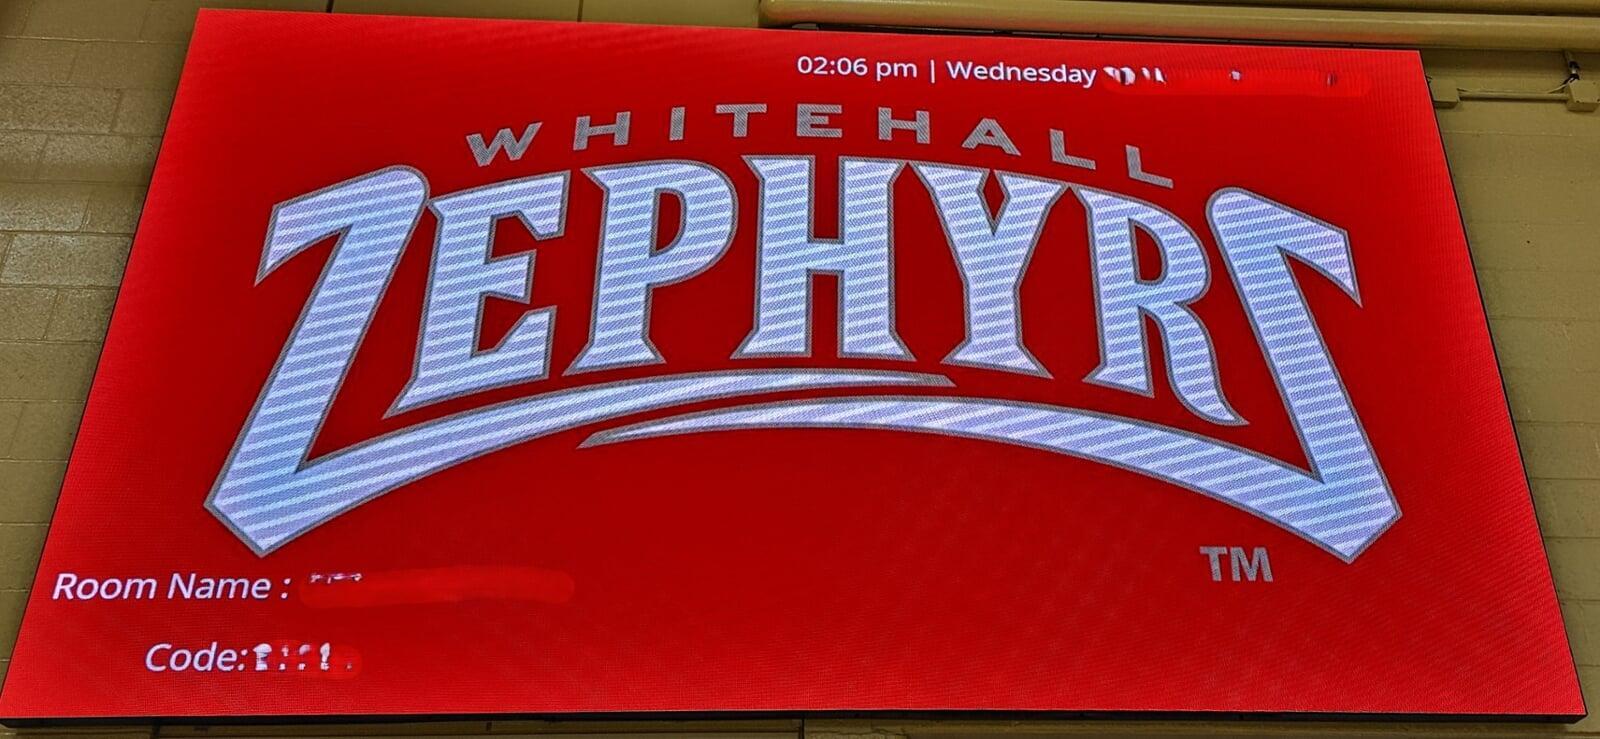 02:06 pm | Wednesday
WHITEHALL
ZEPHYRS
TM
Room Name :
Code: